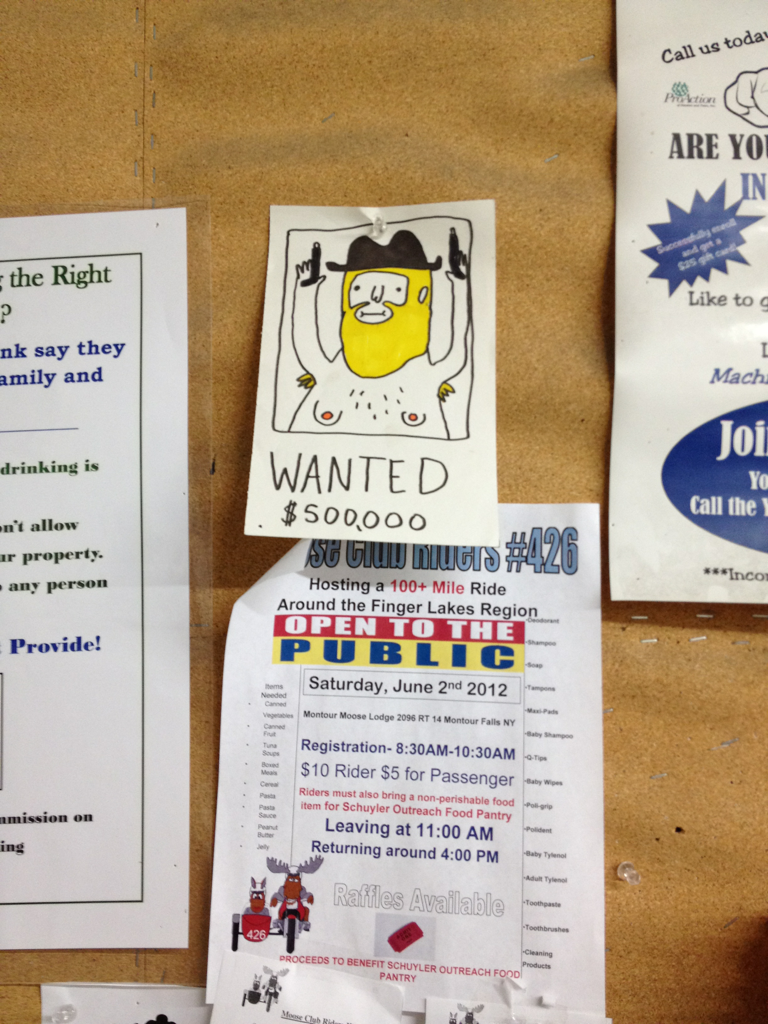 g the Right
?
nk say they
amily and
drinking is
n't allow
ur property.
o any person
Provide!
mmission on
ing
WANTED
$500,000
se Club Riders #426
Hosting a 100+ Mile Ride
Around the Finger Lakes Region
OPEN TO THE
PUBLIC
Saturday, June 2nd 2012
Montour Moose Lodge 2096 RT 14 Montour Falls NY
Registration- 8:30AM-10:30AM
$10 Rider $5 for Passenger
Riders must also bring a non-perishable food
item for Schuyler Outreach Food Pantry
Leaving at 11:00 AM
Returning around 4:00 PM
Raffles Available
PROCEEDS TO BENEFIT SCHUYLER OUTREACH FOOD
PANTRY
Items
Needed
Canned
Vegetables
Canned
Fruit
Tuna
Soups
Boxed
Meals
Cereal
Pasta
Pasta
Sauce
Peanut
Butter
Jelly
426
•Deodorant
•Shampoo
•Soap
•Tampons
•Maxi-Pads
•Baby Shampoo
•Q-Tips
•Baby Wipes
•Poli-grip
•Polident
•Baby Tylenol
•Adult Tylenol
•Toothpaste
•Toothbrushes
•Cleaning
Products
Moose Club Rider
Call us today
ProAction
ARE YOU
IN
Successfully enroll
and get a
$25 gift card!
Like to g
Machi
Join
Yo
Call the Y
***Incom